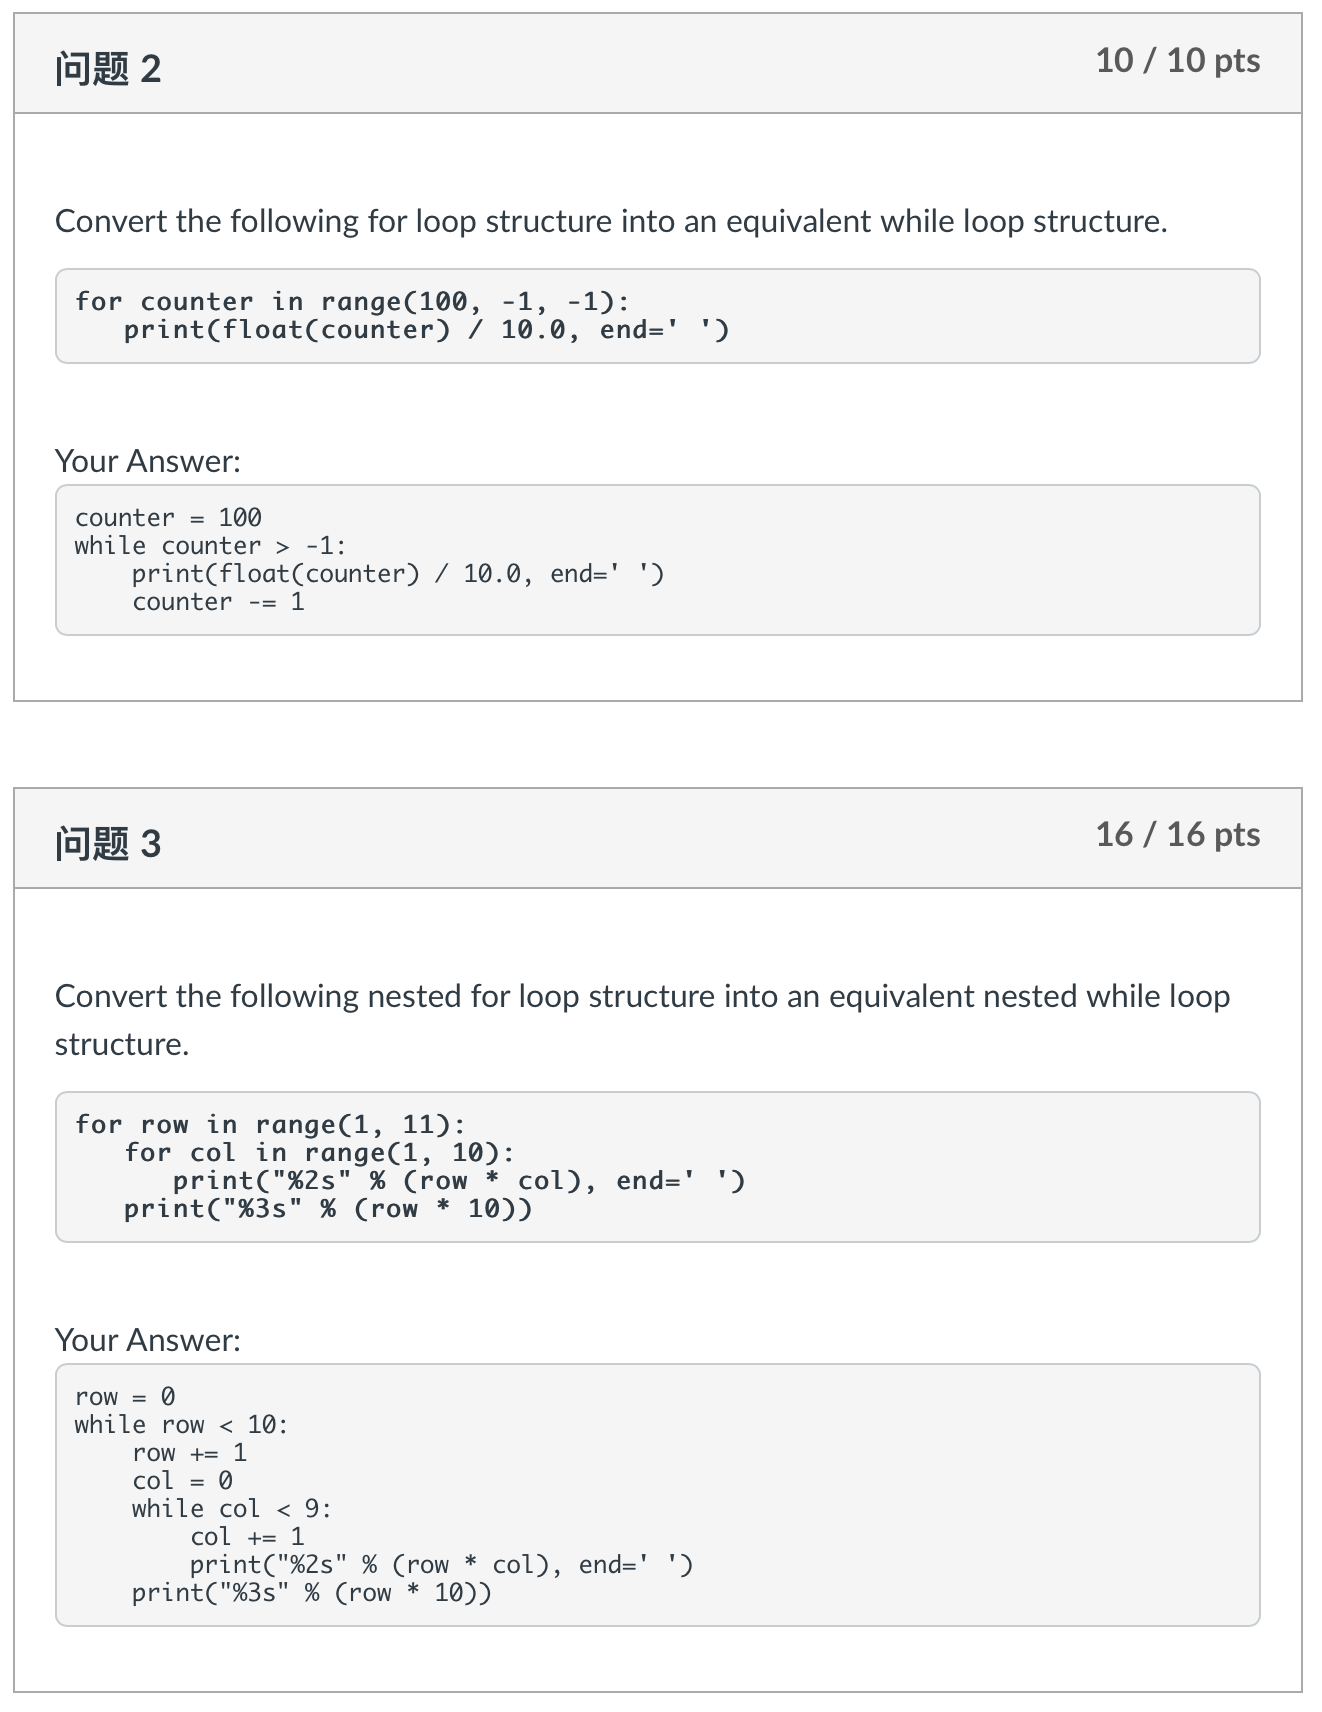 问题 2
10 / 10 pts
Convert the following for loop structure into an equivalent while loop structure.
for counter in range(100, -1, -1):
   print(float(counter) / 10.0, end=' ')
Your Answer:
counter = 100
while counter > -1:
    print(float(counter) / 10.0, end=' ')
    counter -= 1
问题 3
16 / 16 pts
Convert the following nested for loop structure into an equivalent nested while loop
structure.
for row in range(1, 11):
   for col in range(1, 10):
      print("%2s" % (row * col), end=' ')
   print("%3s" % (row * 10))
Your Answer:
row = 0
while row < 10:
    row += 1
    col = 0
    while col < 9:
        col += 1
        print("%2s" % (row * col), end=' ')
    print("%3s" % (row * 10))